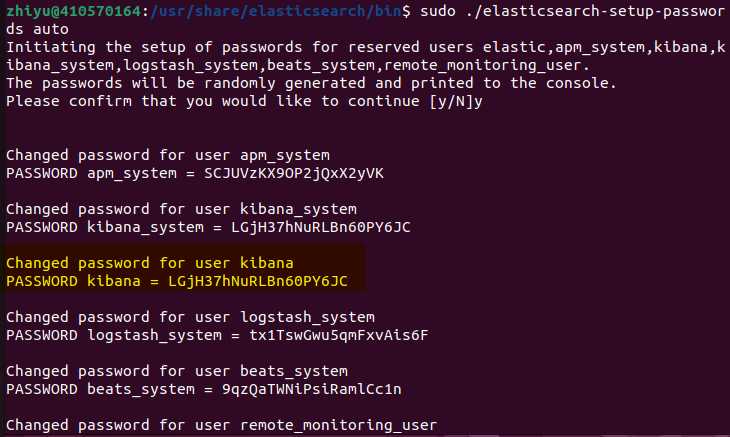 zhiyu@410570164:/usr/share/elasticsearch/bin$ sudo ./elasticsearch-setup-passwor
ds auto
Initiating the setup of passwords for reserved users elastic,apm_system,kibana,k
ibana_system,logstash_system,beats_system,remote_monitoring_user.
The passwords will be randomly generated and printed to the console.
Please confirm that you would like to continue [y/N]y
Changed password for user apm_system
PASSWORD apm_system = SCJUVzKX9OP2jQxX2yVK
Changed password for user kibana_system
PASSWORD kibana_system = LGjH37hNuRLBn60PY6JC
Changed password for user kibana
PASSWORD kibana = LGjH37hNuRLBn60PY6JC
Changed password for user logstash_system
PASSWORD logstash_system = tx1TswGwu5qmFxvAis6F
Changed password for user beats_system
PASSWORD beats_system = 9qzQaTWNiPsiRamlCc1n
Changed password for user remote_monitoring_user